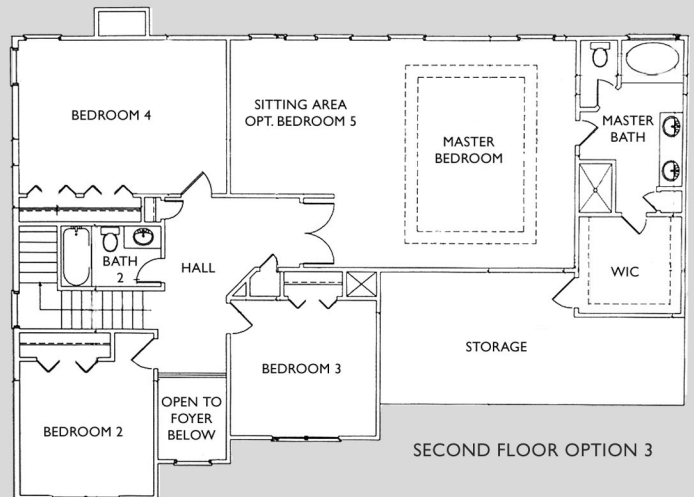 BEDROOM 4
SITTING AREA
OPT. BEDROOM 5
MASTER
BEDROOM
MASTER
BATH
BATH
2
HALL
WIC
STORAGE
BEDROOM 3
OPEN TO
FOYER
BELOW
BEDROOM 2
SECOND FLOOR OPTION 3